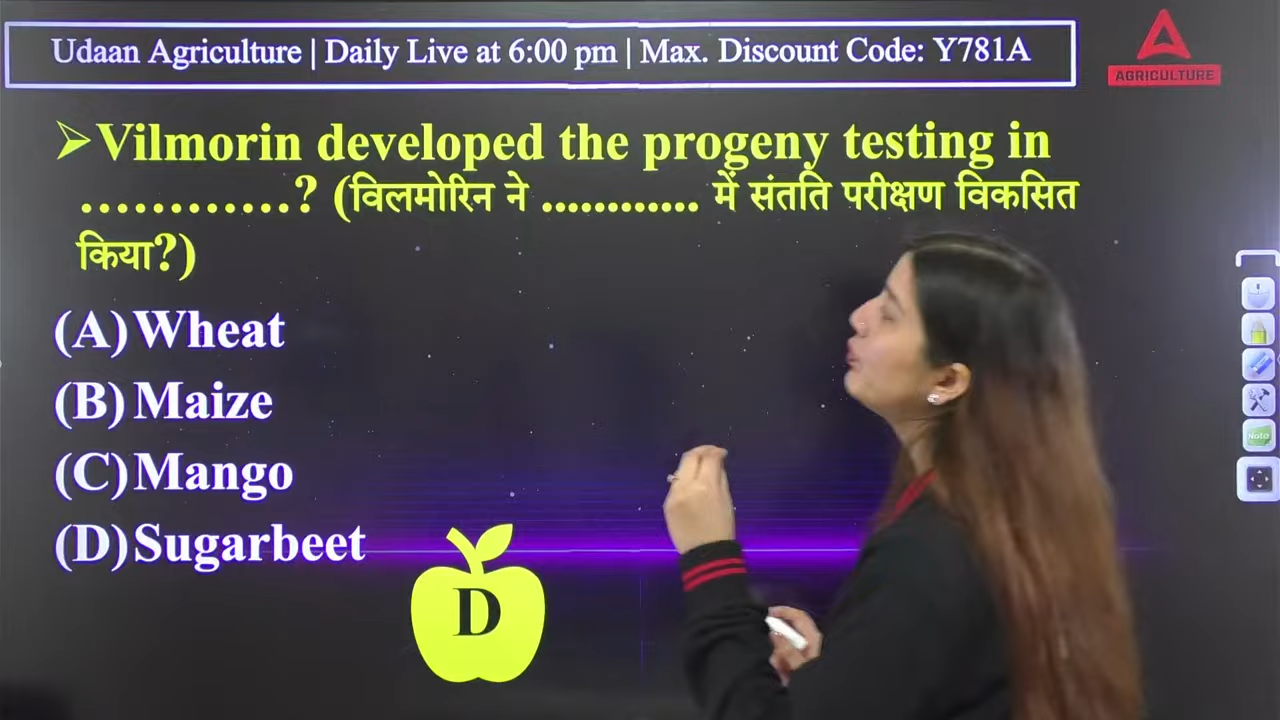 Udaan Agriculture | Daily Live at 6:00 pm | Max. Discount Code: Y781A
AGRICULTURE
➢Vilmorin developed the progeny testing in
…………? (विलमोरिन ने ............ में संतति परीक्षण विकसित
किया?)
(A) Wheat
(B) Maize
(C) Mango
(D) Sugarbeet
D
Note